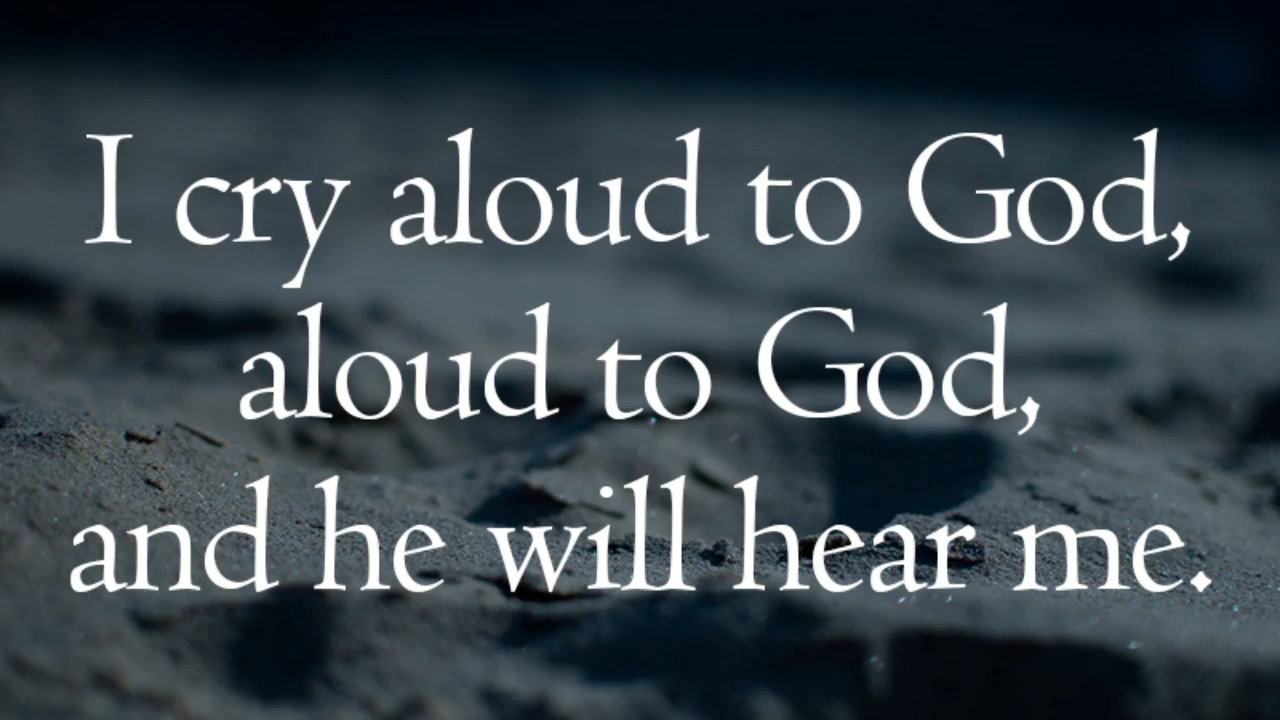 I cry aloud to God,
aloud to God,
and he will hear me.